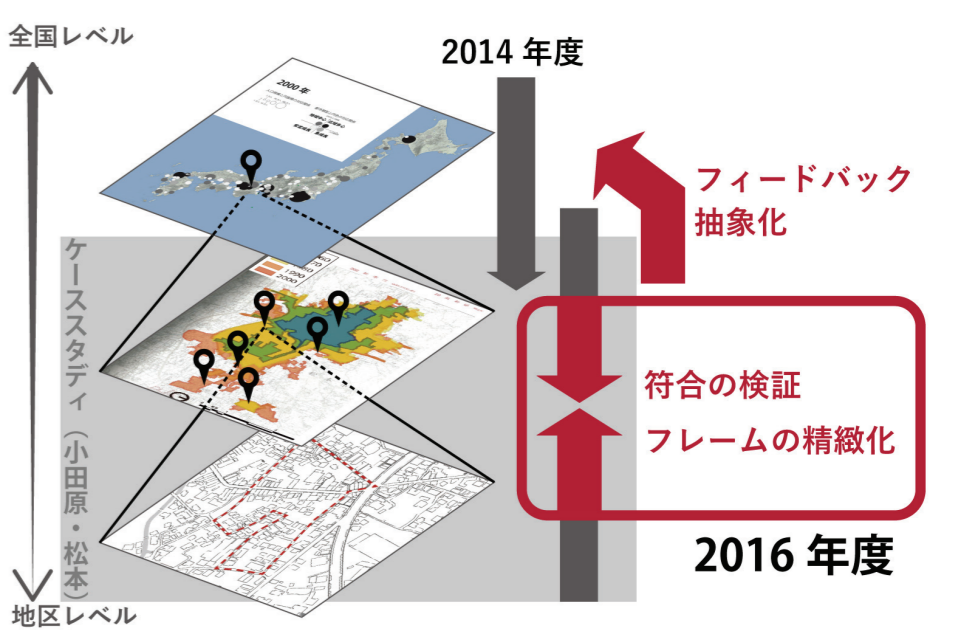 全国レベル
2014 年度
2000 年
フィードバック
抽象化
ケーススタディ（小田原・松本）
1990
2000
符合の検証
フレームの精緻化
2016 年度
地区レベル